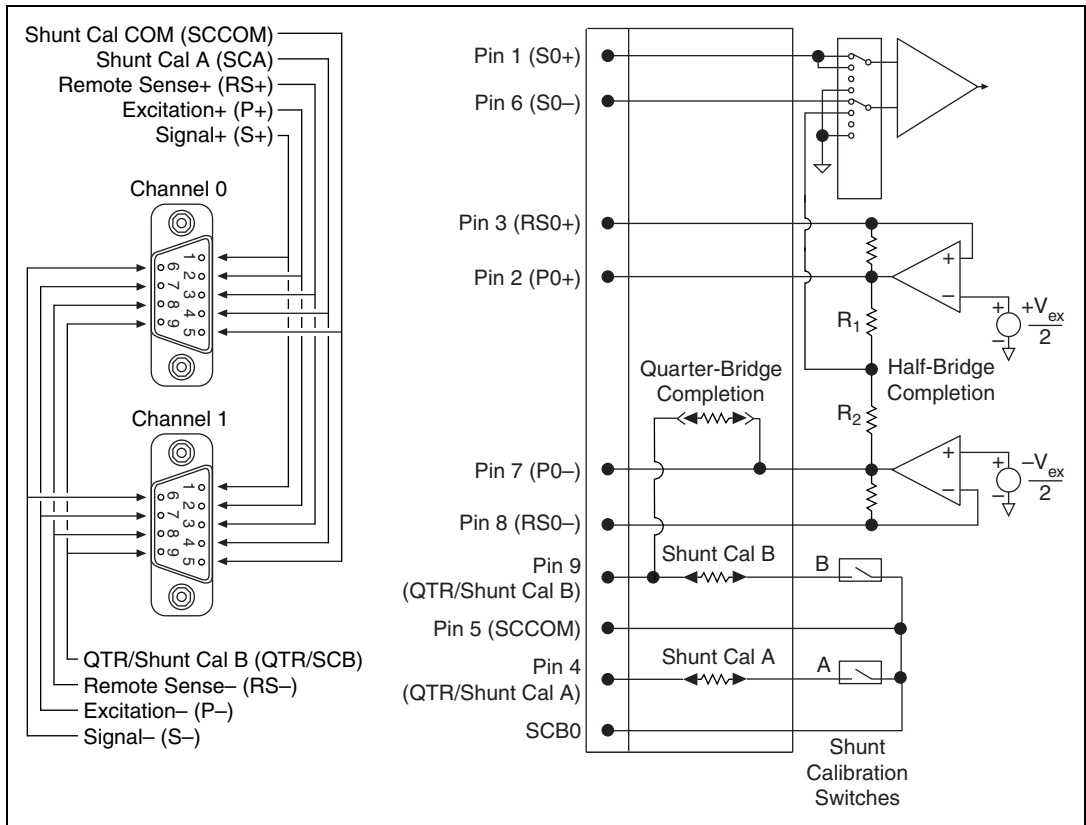 Shunt Cal COM (SCCOM)
Shunt Cal A (SCA)
Remote Sense+ (RS+)
Excitation+ (P+)
Signal+ (S+)
Channel 0
1
2
3
4
5
6
7
8
9
Channel 1
1
2
3
4
5
6
7
8
9
QTR/Shunt Cal B (QTR/SCB)
Remote Sense– (RS–)
Excitation– (P–)
Signal– (S–)
Pin 1 (S0+)
Pin 6 (S0–)
Pin 3 (RS0+)
Pin 2 (P0+)
+
–
+
–
+Vex
2
R1
Quarter-Bridge
Completion
Half-Bridge
Completion
R2
Pin 7 (P0–)
+
–
+
–
–Vex
2
Pin 8 (RS0–)
Pin 9
(QTR/Shunt Cal B)
Shunt Cal B
B
Pin 5 (SCCOM)
Pin 4
(QTR/Shunt Cal A)
Shunt Cal A
A
SCB0
Shunt
Calibration
Switches